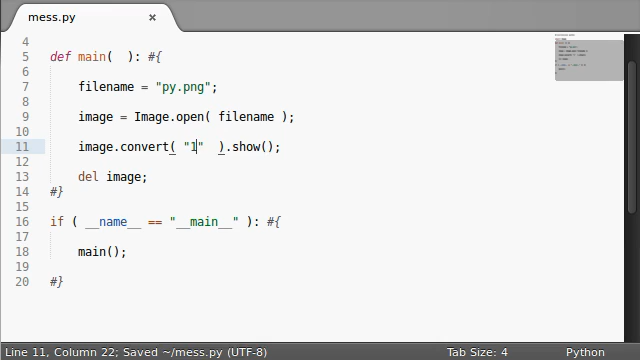 mess.py ×
4
5 def main(  ): #{
6
7 filename = "py.png";
8
9 image = Image.open( filename );
10
11 image.convert( "1"  ).show();
12
13 del image;
14 #}
15
16 if ( __name__ == "__main__" ): #{
17
18 main();
19
20 #}
Line 11, Column 22; Saved ~/mess.py (UTF-8) Tab Size: 4 Python